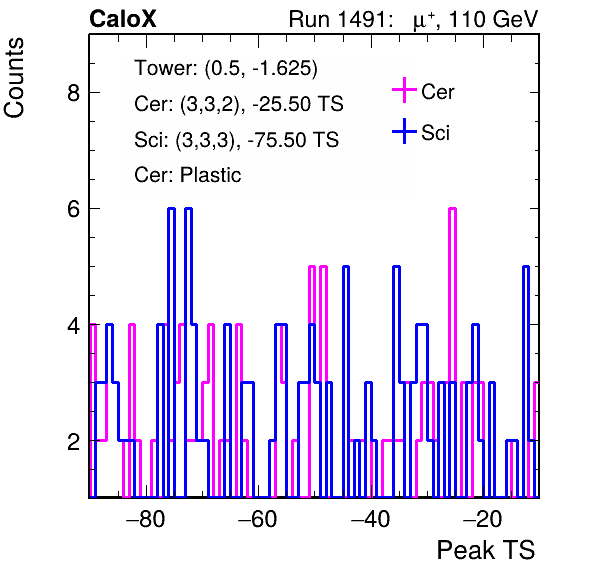 CaloX Run 1491: μ⁺, 110 GeV
Counts
Tower: (0.5, -1.625)
Cer: (3,3,2), -25.50 TS
Sci: (3,3,3), -75.50 TS
Cer: Plastic
Cer
Sci
8
6
4
2
−80 −60 −40 −20
Peak TS